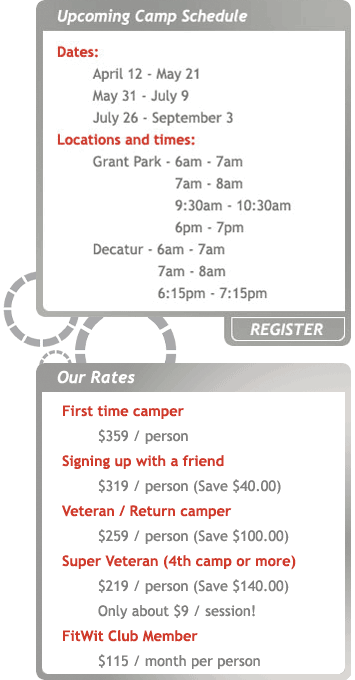 Upcoming Camp Schedule
Dates:
April 12 - May 21
May 31 - July 9
July 26 - September 3
Locations and times:
Grant Park - 6am - 7am
7am - 8am
9:30am - 10:30am
6pm - 7pm
Decatur - 6am - 7am
7am - 8am
6:15pm - 7:15pm
REGISTER
Our Rates
First time camper
$359 / person
Signing up with a friend
$319 / person (Save $40.00)
Veteran / Return camper
$259 / person (Save $100.00)
Super Veteran (4th camp or more)
$219 / person (Save $140.00)
Only about $9 / session!
FitWit Club Member
$115 / month per person